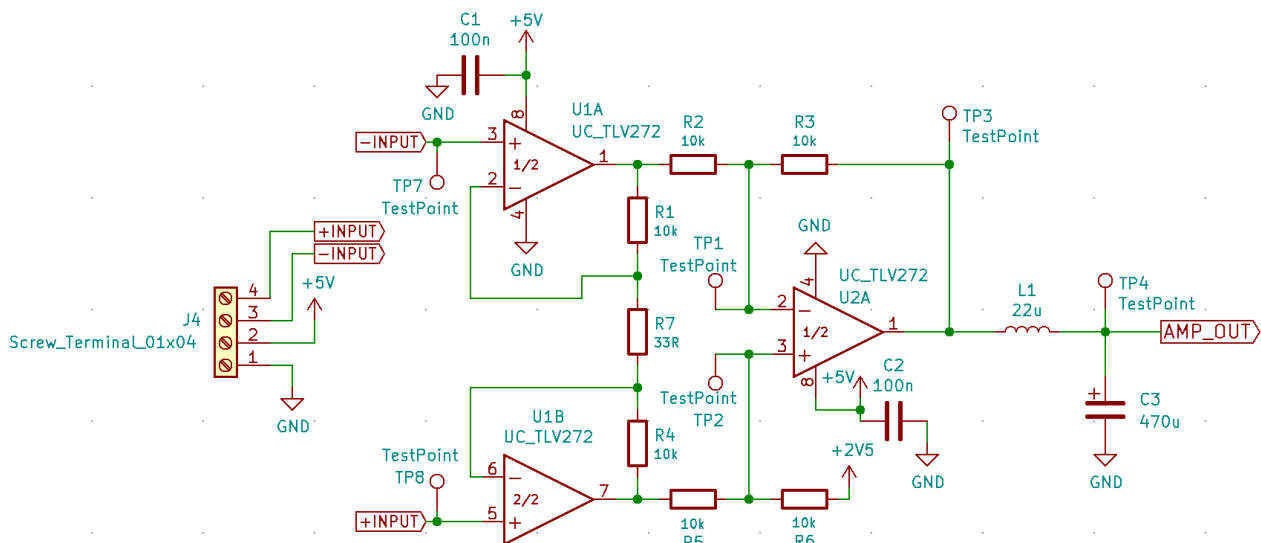 C1
100n
+5V
GND
8
U1A
UC_TLV272
-INPUT
3
+
1/2
1
2
-
4
GND
TP7
TestPoint
R2
10k
R3
10k
TP3
TestPoint
R1
10k
+INPUT
-INPUT
+5V
4
3
2
1
J4
Screw_Terminal_01x04
GND
TP1
TestPoint
GND
4
UC_TLV272
U2A
2
-
1/2
1
3
+
8
R7
33R
L1
22u
TP4
TestPoint
AMP_OUT
TestPoint
TP2
+5V
C2
100n
GND
+
C3
470u
GND
U1B
UC_TLV272
R4
10k
TestPoint
TP8
6
-
2/2
7
+INPUT
5
+
+2V5
10k
R5
10k
R6